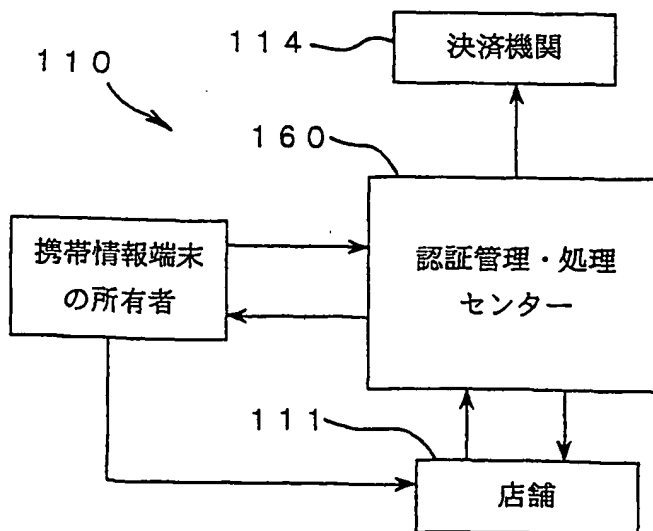 114
決済機関
110
160
携帯情報端末
の所有者
認証管理・処理
センター
111
店舗